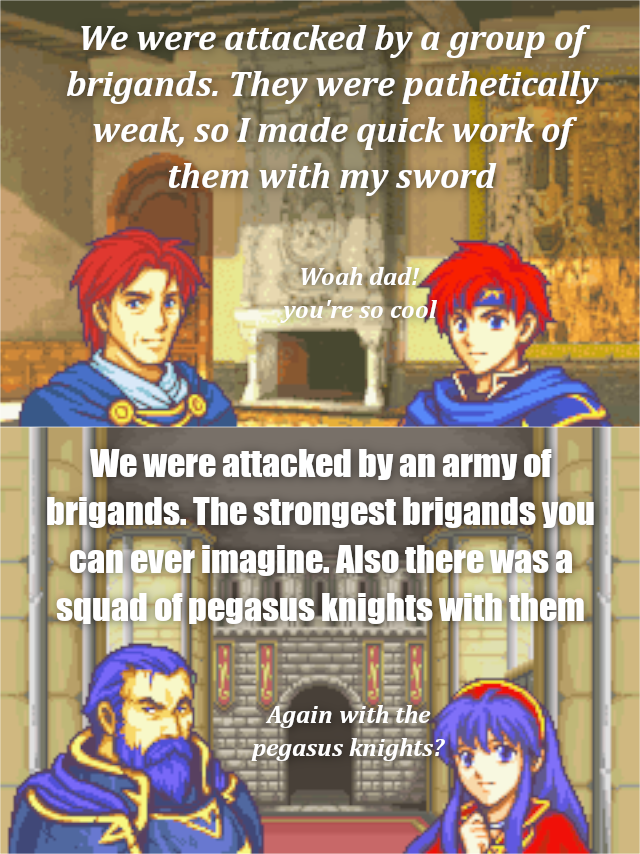 We were attacked by a group of
brigands. They were pathetically
weak, so I made quick work of
them with my sword
Woah dad!
you're so cool
We were attacked by an army of
brigands. The strongest brigands you
can ever imagine. Also there was a
squad of pegasus knights with them
Again with the
pegasus knights?